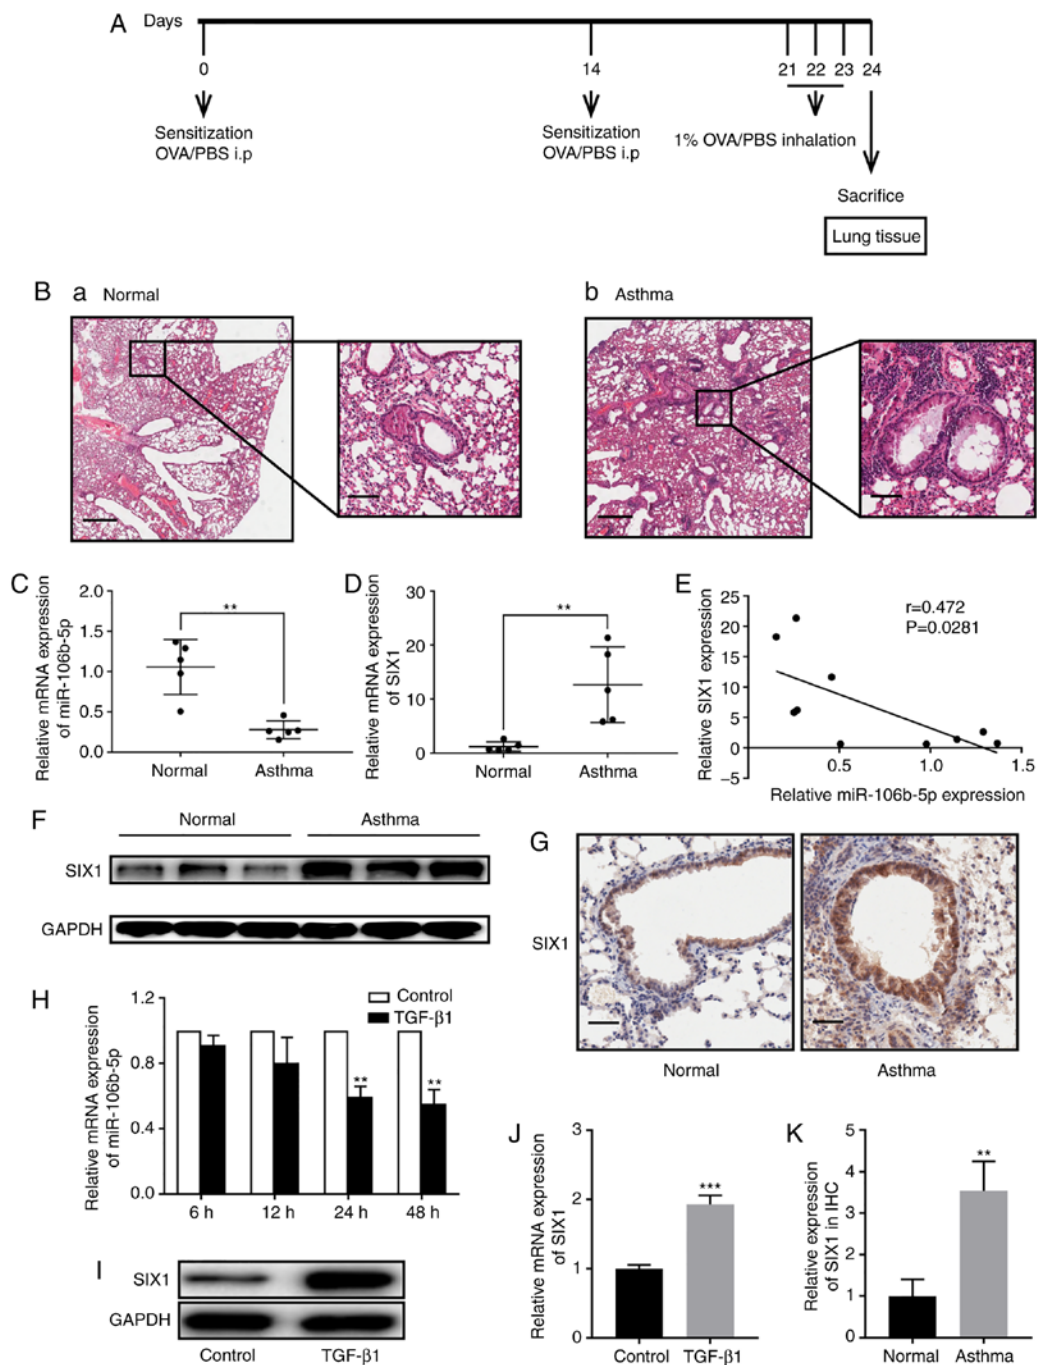 A Days
0 14 21 22 23 24
Sensitization
OVA/PBS i.p
Sensitization
OVA/PBS i.p
1% OVA/PBS inhalation
Sacrifice
Lung tissue
B a Normal
b Asthma
C
Relative mRNA expression
of miR-106b-5p
2.0
1.5
1.0
0.5
0.0
**
Normal Asthma
D
Relative mRNA expression
of SIX1
30
20
10
0
**
Normal Asthma
E
Relative SIX1 expression
25
20
15
10
5
0
−5
r=0.472
P=0.0281
0.5 1.0 1.5
Relative miR-106b-5p expression
F
Normal Asthma
SIX1
GAPDH
G
SIX1
Normal Asthma
H
Relative mRNA expression
of miR-106b-5p
1.2
0.8
0.4
0.0
Control
TGF-β1
** **
6 h 12 h 24 h 48 h
I
SIX1
GAPDH
Control TGF-β1
J
Relative mRNA expression
of SIX1
3
2
1
0
***
Control TGF-β1
K
Relative expression
of SIX1 in IHC
5
4
3
2
1
0
**
Normal Asthma